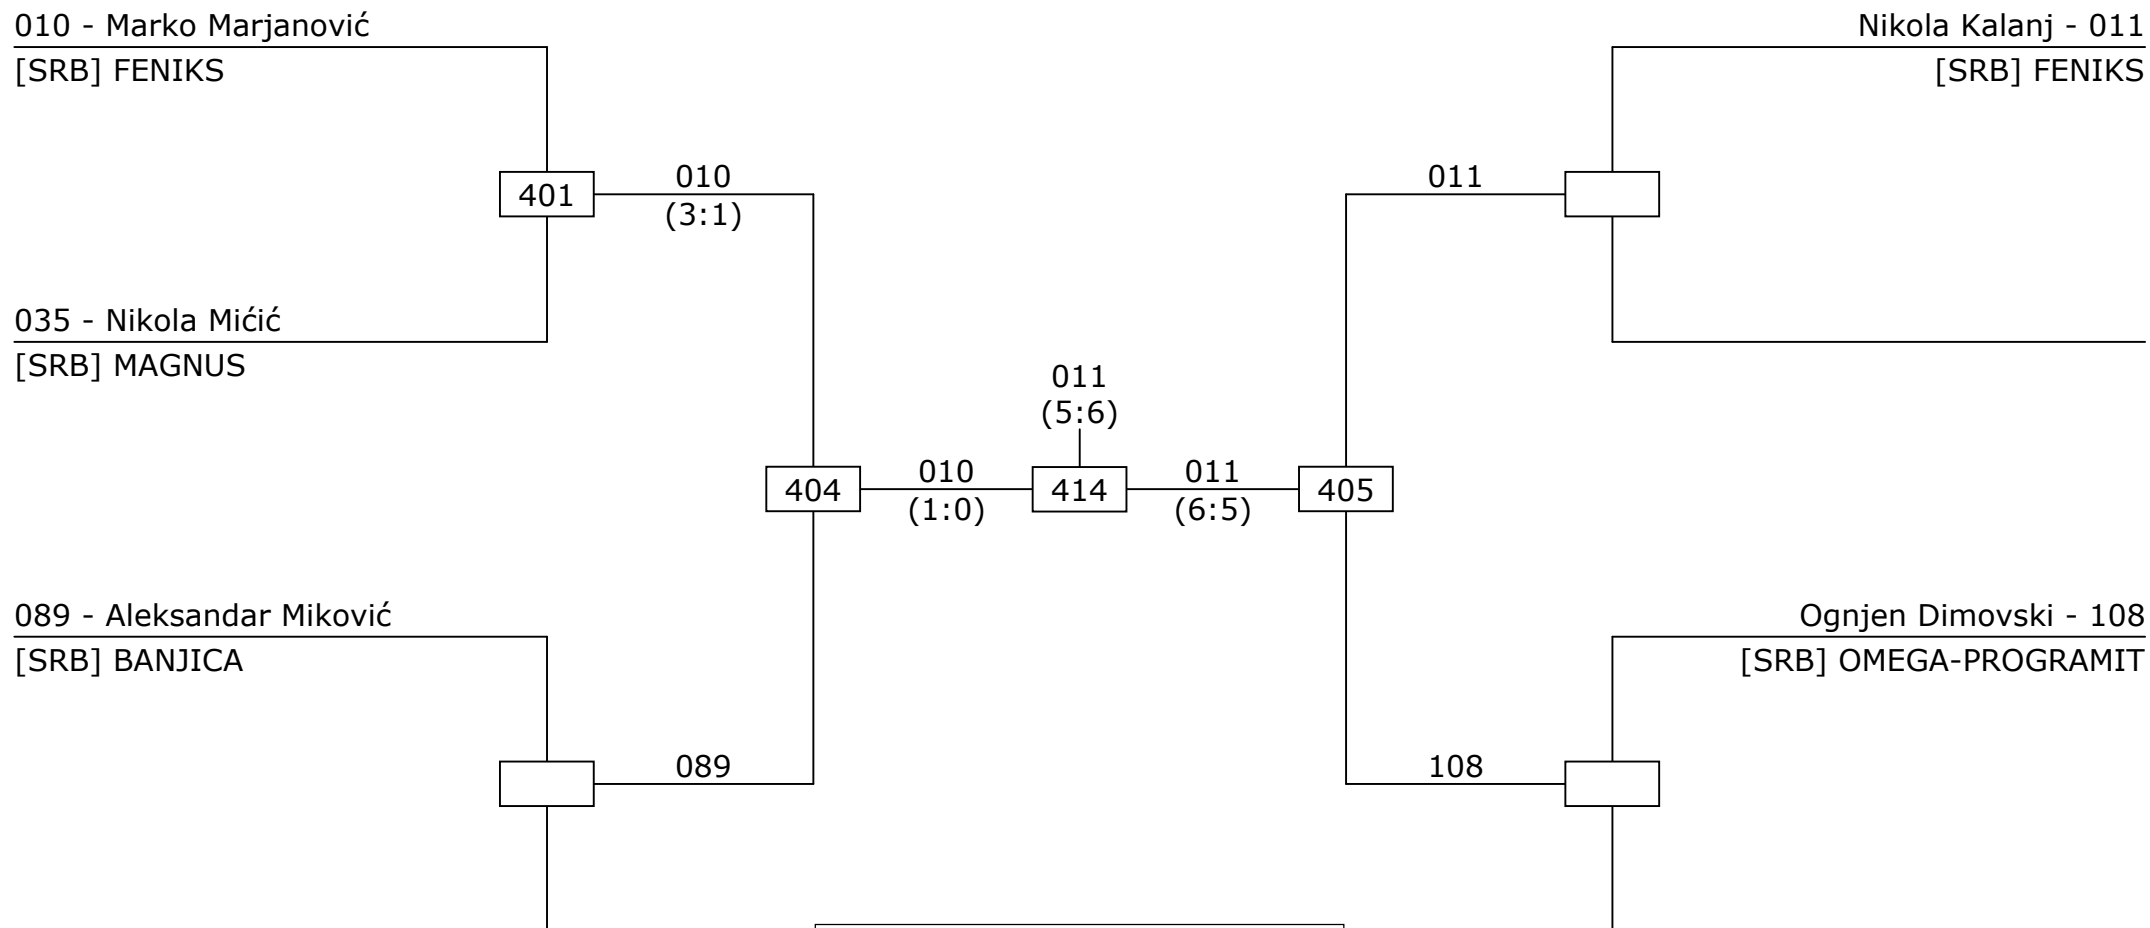 010 - Marko Marjanović
[SRB] FENIKS
Nikola Kalanj - 011
[SRB] FENIKS
401
010
(3:1)
011
035 - Nikola Mićić
[SRB] MAGNUS
011
(5:6)
404
010
(1:0)
414
011
(6:5)
405
089 - Aleksandar Miković
[SRB] BANJICA
Ognjen Dimovski - 108
[SRB] OMEGA-PROGRAMIT
089
108